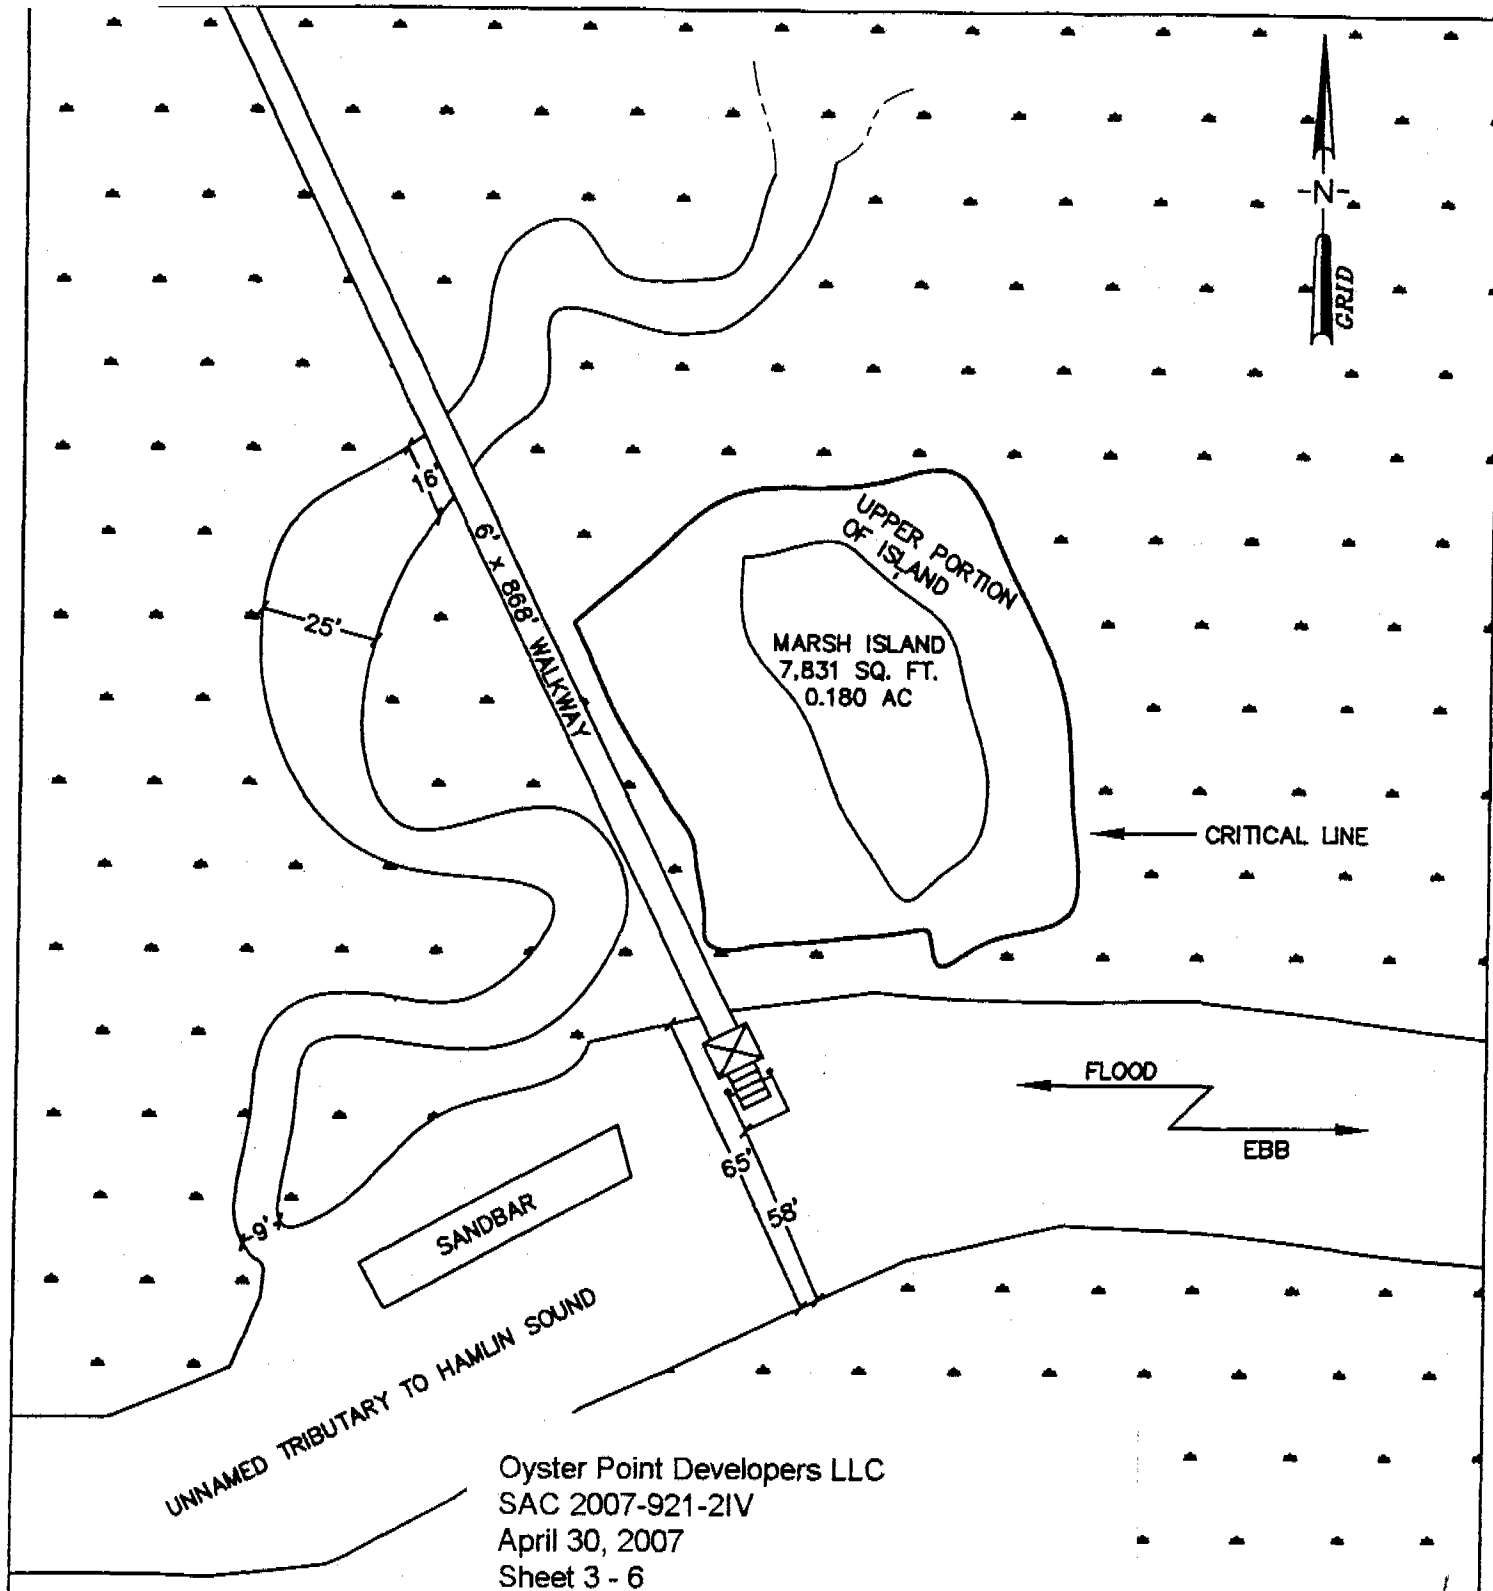 N
GRID
16'
6' x 868' WALKWAY
UPPER PORTION
OF ISLAND
25'
MARSH ISLAND
7,831 SQ. FT.
0.180 AC
CRITICAL LINE
FLOOD
EBB
65'
58'
9'
SANDBAR
UNNAMED TRIBUTARY TO HAMLIN SOUND
Oyster Point Developers LLC
SAC 2007-921-2IV
April 30, 2007
Sheet 3 - 6